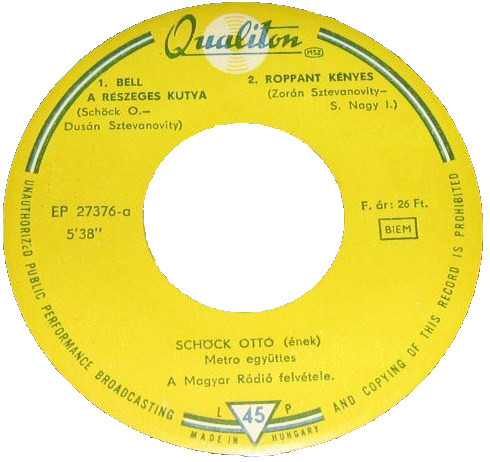 Qualiton
MSZ
1. BELL
A RÉSZEGES KUTYA
(Schöck O.–
Dusán Sztevanovity)
2. ROPPANT KÉNYES
(Zorán Sztevanovity–
S. Nagy I.)
EP 27376-a
5'38"
F. ár: 26 Ft.
BIEM
SCHÖCK OTTÓ (ének)
Metro együttes
A Magyar Rádió felvétele.
L 45 P
MADE IN HUNGARY
UNAUTHORIZED PUBLIC PERFORMANCE BROADCASTING AND COPYING OF THIS RECORD IS PROHIBITED